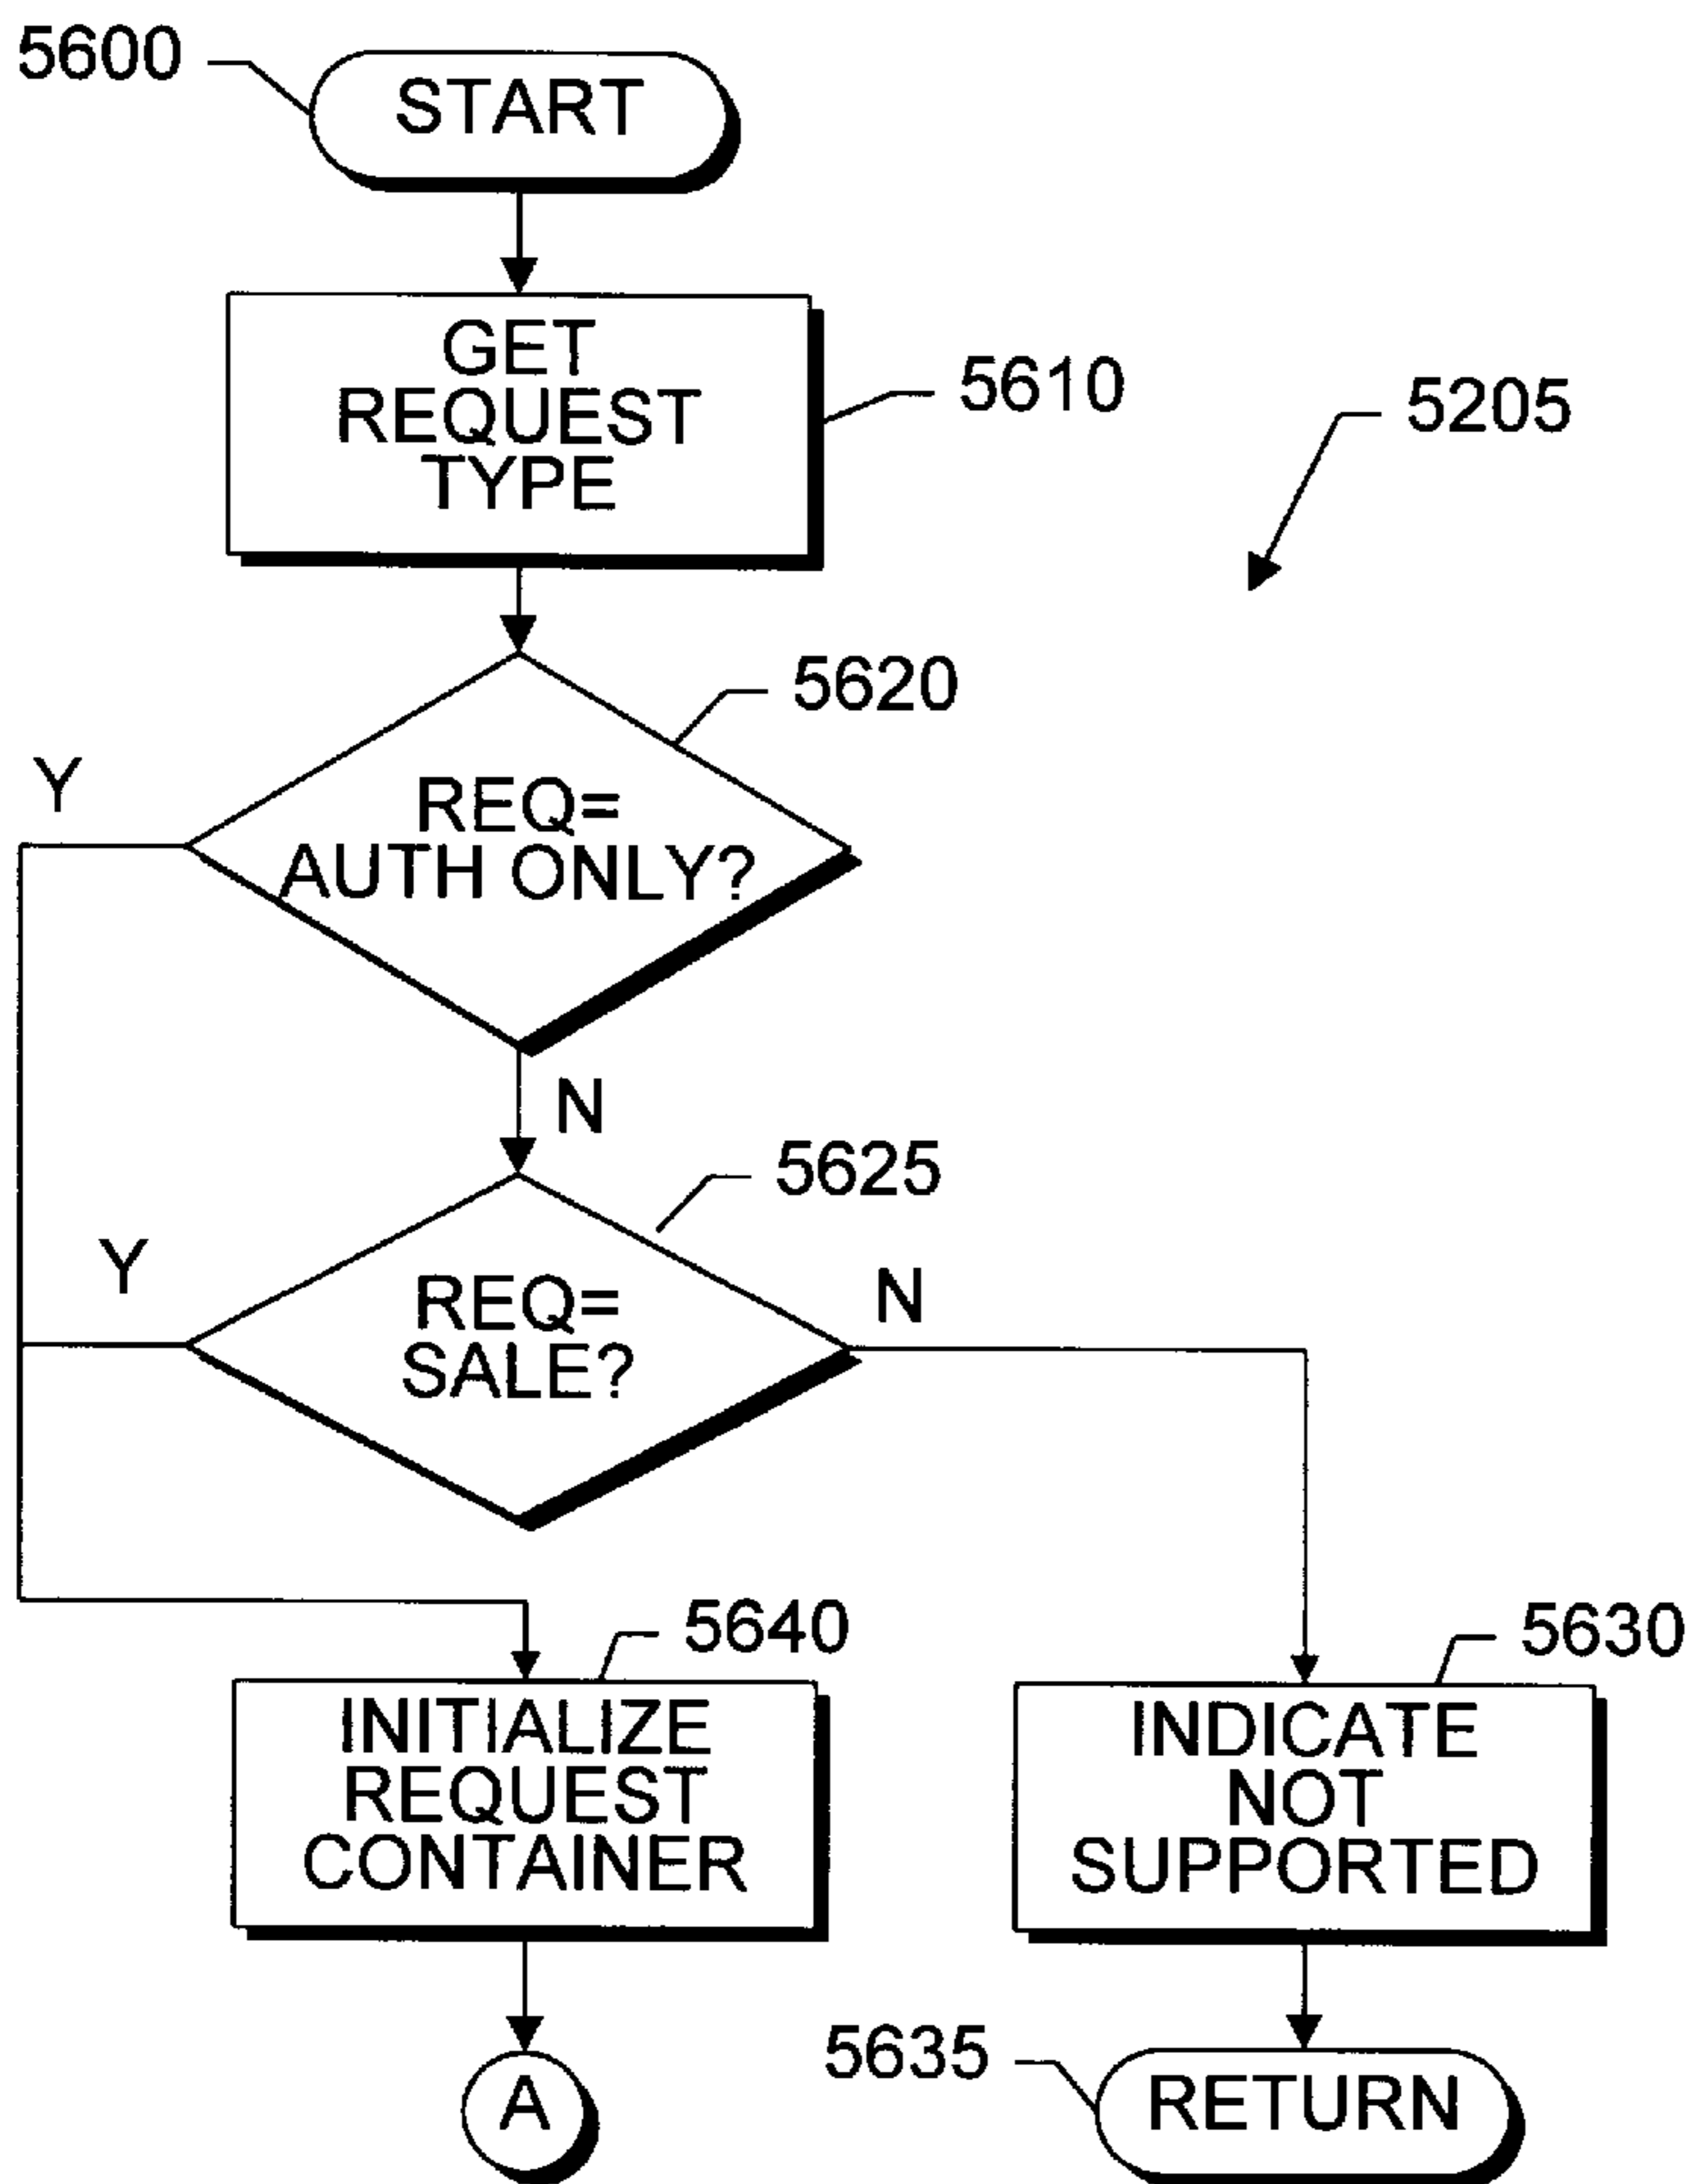 5600
START
GET
REQUEST
TYPE
5610
5205
5620
Y
REQ=
AUTH ONLY?
N
5625
Y
REQ=
SALE?
N
5640
INITIALIZE
REQUEST
CONTAINER
5630
INDICATE
NOT
SUPPORTED
A
5635
RETURN